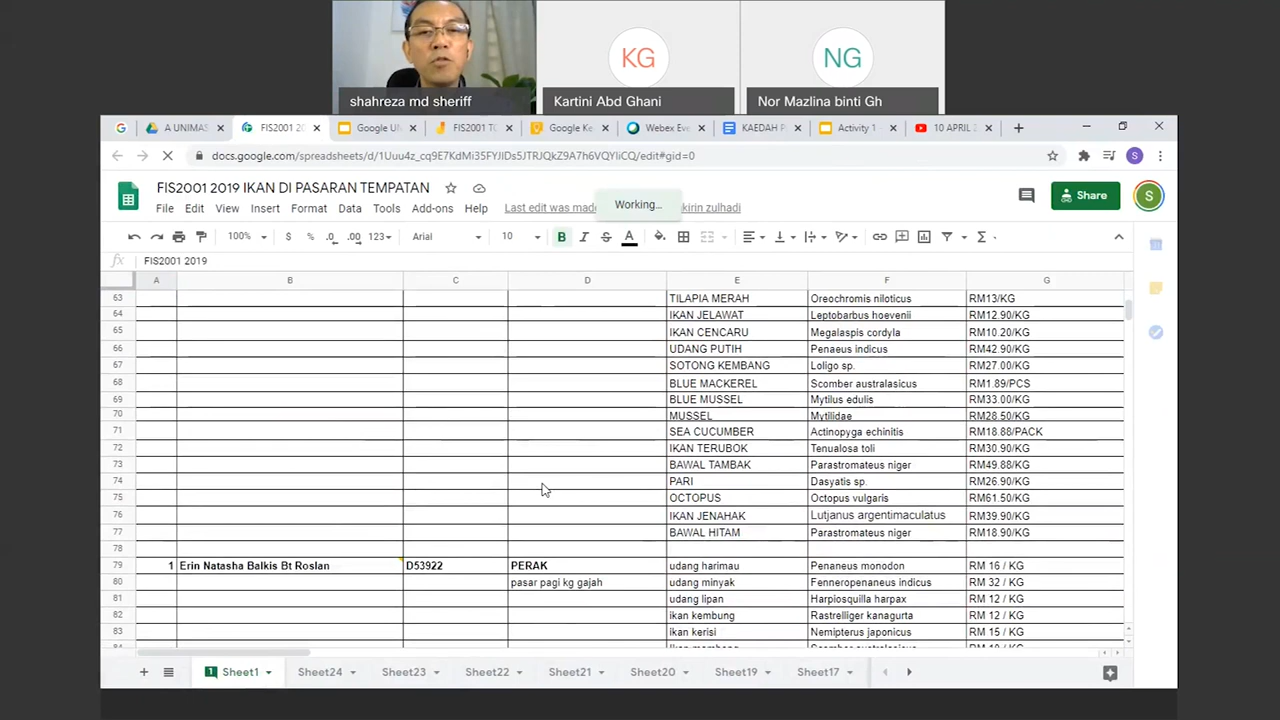 KG
NG
shahreza md sheriff
Kartini Abd Ghani
Nor Mazlina binti Gh
A UNIMAS
FIS2001 20
Google UN
FIS2001 TO
Google Ke
Webex Eve
KAEDAH P
Activity 1
10 APRIL 2
docs.google.com/spreadsheets/d/1Uuu4z_cq9E7KdMi35FYJIDs5JTRJQkZ9A7h6VQYliCQ/edit#gid=0
S
FIS2001 2019 IKAN DI PASARAN TEMPATAN
Share
S
File Edit View Insert Format Data Tools Add-ons Help Last edit was made
Working...
kirin zulhadi
100% $ % .0 .00 123 Arial 10 B I S A
fx FIS2001 2019
A B C D E F G
63 TILAPIA MERAH Oreochromis niloticus RM13/KG
64 IKAN JELAWAT Leptobarbus hoevenii RM12.90/KG
65 IKAN CENCARU Megalaspis cordyla RM10.20/KG
66 UDANG PUTIH Penaeus indicus RM42.90/KG
67 SOTONG KEMBANG Loligo sp. RM27.00/KG
68 BLUE MACKEREL Scomber australasicus RM1.89/PCS
69 BLUE MUSSEL Mytilus edulis RM33.00/KG
70 MUSSEL Mytilidae RM28.50/KG
71 SEA CUCUMBER Actinopyga echinitis RM18.88/PACK
72 IKAN TERUBOK Tenualosa toli RM30.90/KG
73 BAWAL TAMBAK Parastromateus niger RM49.88/KG
74 PARI Dasyatis sp. RM26.90/KG
75 OCTOPUS Octopus vulgaris RM61.50/KG
76 IKAN JENAHAK Lutjanus argentimaculatus RM39.90/KG
77 BAWAL HITAM Parastromateus niger RM18.90/KG
78
79 1 Erin Natasha Balkis Bt Roslan D53922 PERAK udang harimau Penaneus monodon RM 16 / KG
80 pasar pagi kg gajah udang minyak Fenneropenaneus indicus RM 32 / KG
81 udang lipan Harpiosquilla harpax RM 12 / KG
82 ikan kembung Rastrelliger kanagurta RM 12 / KG
83 ikan kerisi Nemipterus japonicus RM 15 / KG
1 Sheet1 Sheet24 Sheet23 Sheet22 Sheet21 Sheet20 Sheet19 Sheet17